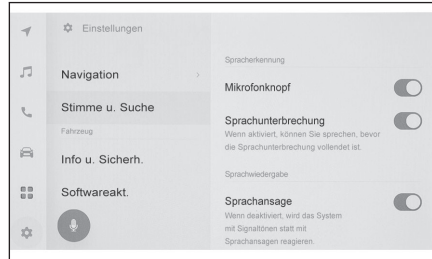 Einstellungen
Navigation
Stimme u. Suche
Fahrzeug
Info u. Sicherh.
Softwareakt.
Spracherkennung
Mikrofonknopf
Sprachunterbrechung
Wenn aktiviert, können Sie sprechen, bevor
die Sprachunterbrechung vollendet ist.
Sprachwiedergabe
Sprachansage
Wenn deaktiviert, wird das System
mit Signaltönen statt mit
Sprachansagen reagieren.